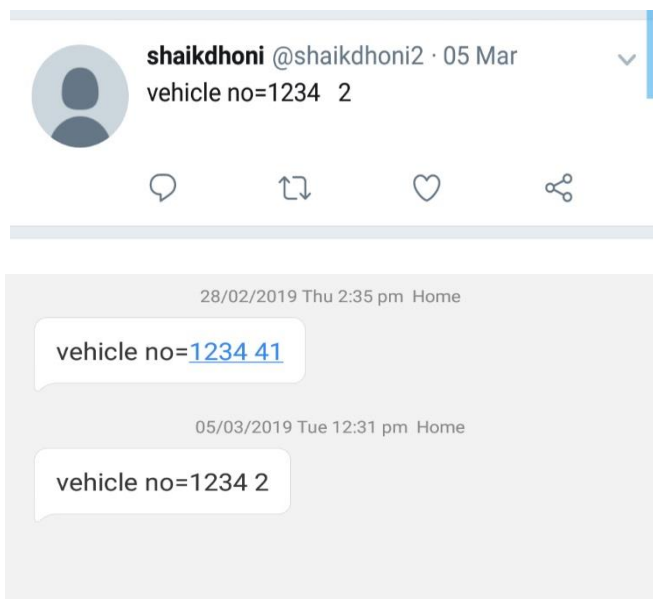 shaikdhoni @shaikdhoni2 · 05 Mar
vehicle no=1234   2
28/02/2019 Thu 2:35 pm Home
vehicle no=1234 41
05/03/2019 Tue 12:31 pm Home
vehicle no=1234 2